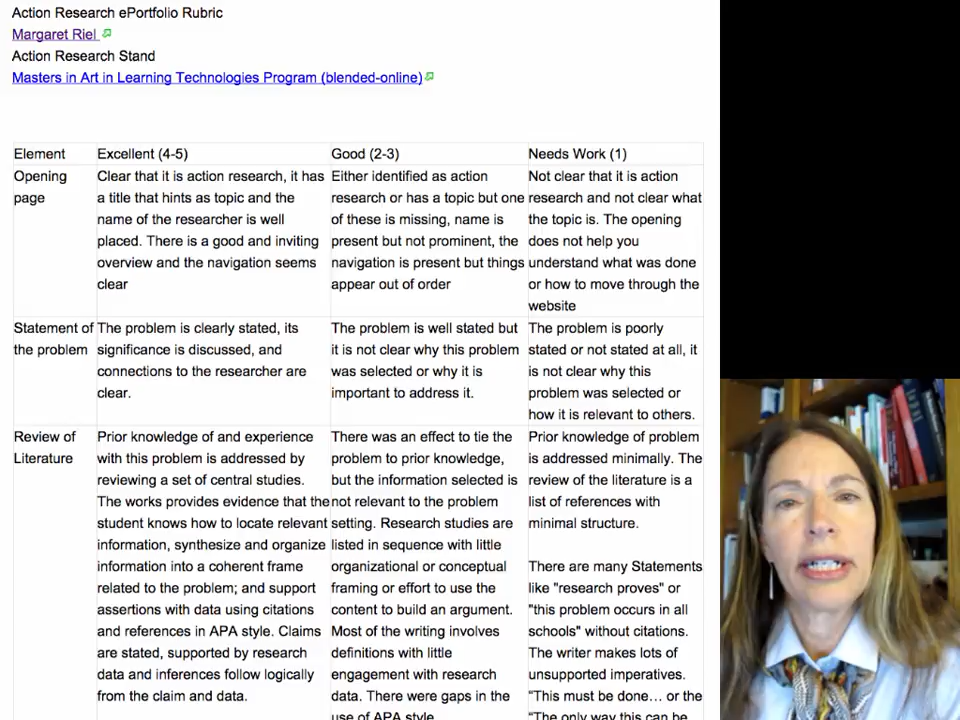 Action Research ePortfolio Rubric
Margaret Riel
Action Research Stand
Masters in Art in Learning Technologies Program (blended-online)
Element
Excellent (4-5)
Good (2-3)
Needs Work (1)
Opening
page
Clear that it is action research, it has
a title that hints as topic and the
name of the researcher is well
placed. There is a good and inviting
overview and the navigation seems
clear
Either identified as action
research or has a topic but one
of these is missing, name is
present but not prominent, the
navigation is present but things
appear out of order
Not clear that it is action
research and not clear what
the topic is. The opening
does not help you
understand what was done
or how to move through the
website
Statement of
the problem
The problem is clearly stated, its
significance is discussed, and
connections to the researcher are
clear.
The problem is well stated but
it is not clear why this problem
was selected or why it is
important to address it.
The problem is poorly
stated or not stated at all, it
is not clear why this
problem was selected or
how it is relevant to others.
Review of
Literature
Prior knowledge of and experience
with this problem is addressed by
reviewing a set of central studies.
The works provides evidence that the
student knows how to locate relevant
information, synthesize and organize
information into a coherent frame
related to the problem; and support
assertions with data using citations
and references in APA style. Claims
are stated, supported by research
data and inferences follow logically
from the claim and data.
There was an effect to tie the
problem to prior knowledge,
but the information selected is
not relevant to the problem
setting. Research studies are
listed in sequence with little
organizational or conceptual
framing or effort to use the
content to build an argument.
Most of the writing involves
definitions with little
engagement with research
data. There were gaps in the
use of APA style
Prior knowledge of problem
is addressed minimally. The
review of the literature is a
list of references with
minimal structure.
There are many Statements
like "research proves" or
"this problem occurs in all
schools" without citations.
The writer makes lots of
unsupported imperatives.
"This must be done… or the
"The only way this can be